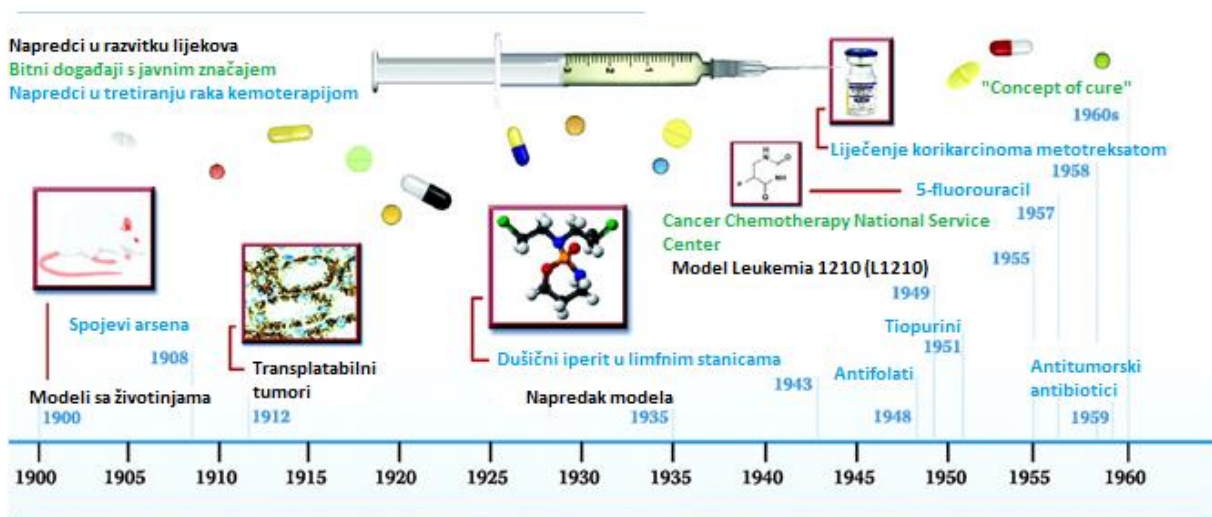 Napredci u razvitku lijekova
Bitni događaji s javnim značajem
Napredci u tretiranju raka kemoterapijom
"Concept of cure"
1960s
Liječenje korikarcinoma metotreksatom
1958
5-fluorouracil
1957
Cancer Chemotherapy National Service
Center
1955
Model Leukemia 1210 (L1210)
1949
Spojevi arsena
1908
Tiopurini
1951
Transplatabilni
tumori
1912
Dušični iperit u limfnim stanicama
1943
Antifolati
1948
Antitumorski
antibiotici
1959
Modeli sa životinjama
1900
Napredak modela
1935
1900 1905 1910 1915 1920 1925 1930 1935 1940 1945 1950 1955 1960